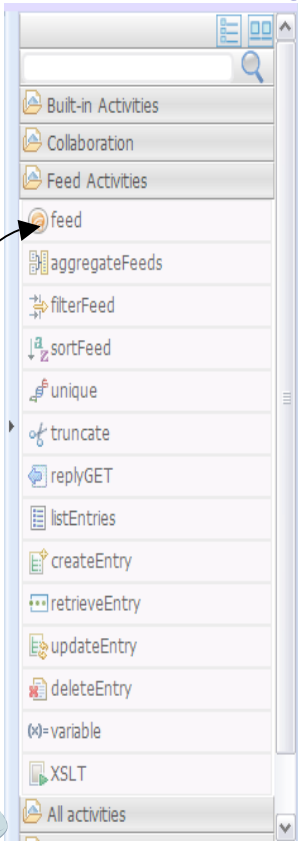 Built-in Activities
Collaboration
Feed Activities
feed
aggregateFeeds
filterFeed
sortFeed
unique
truncate
replyGET
listEntries
createEntry
retrieveEntry
updateEntry
deleteEntry
(x)= variable
XSLT
All activities